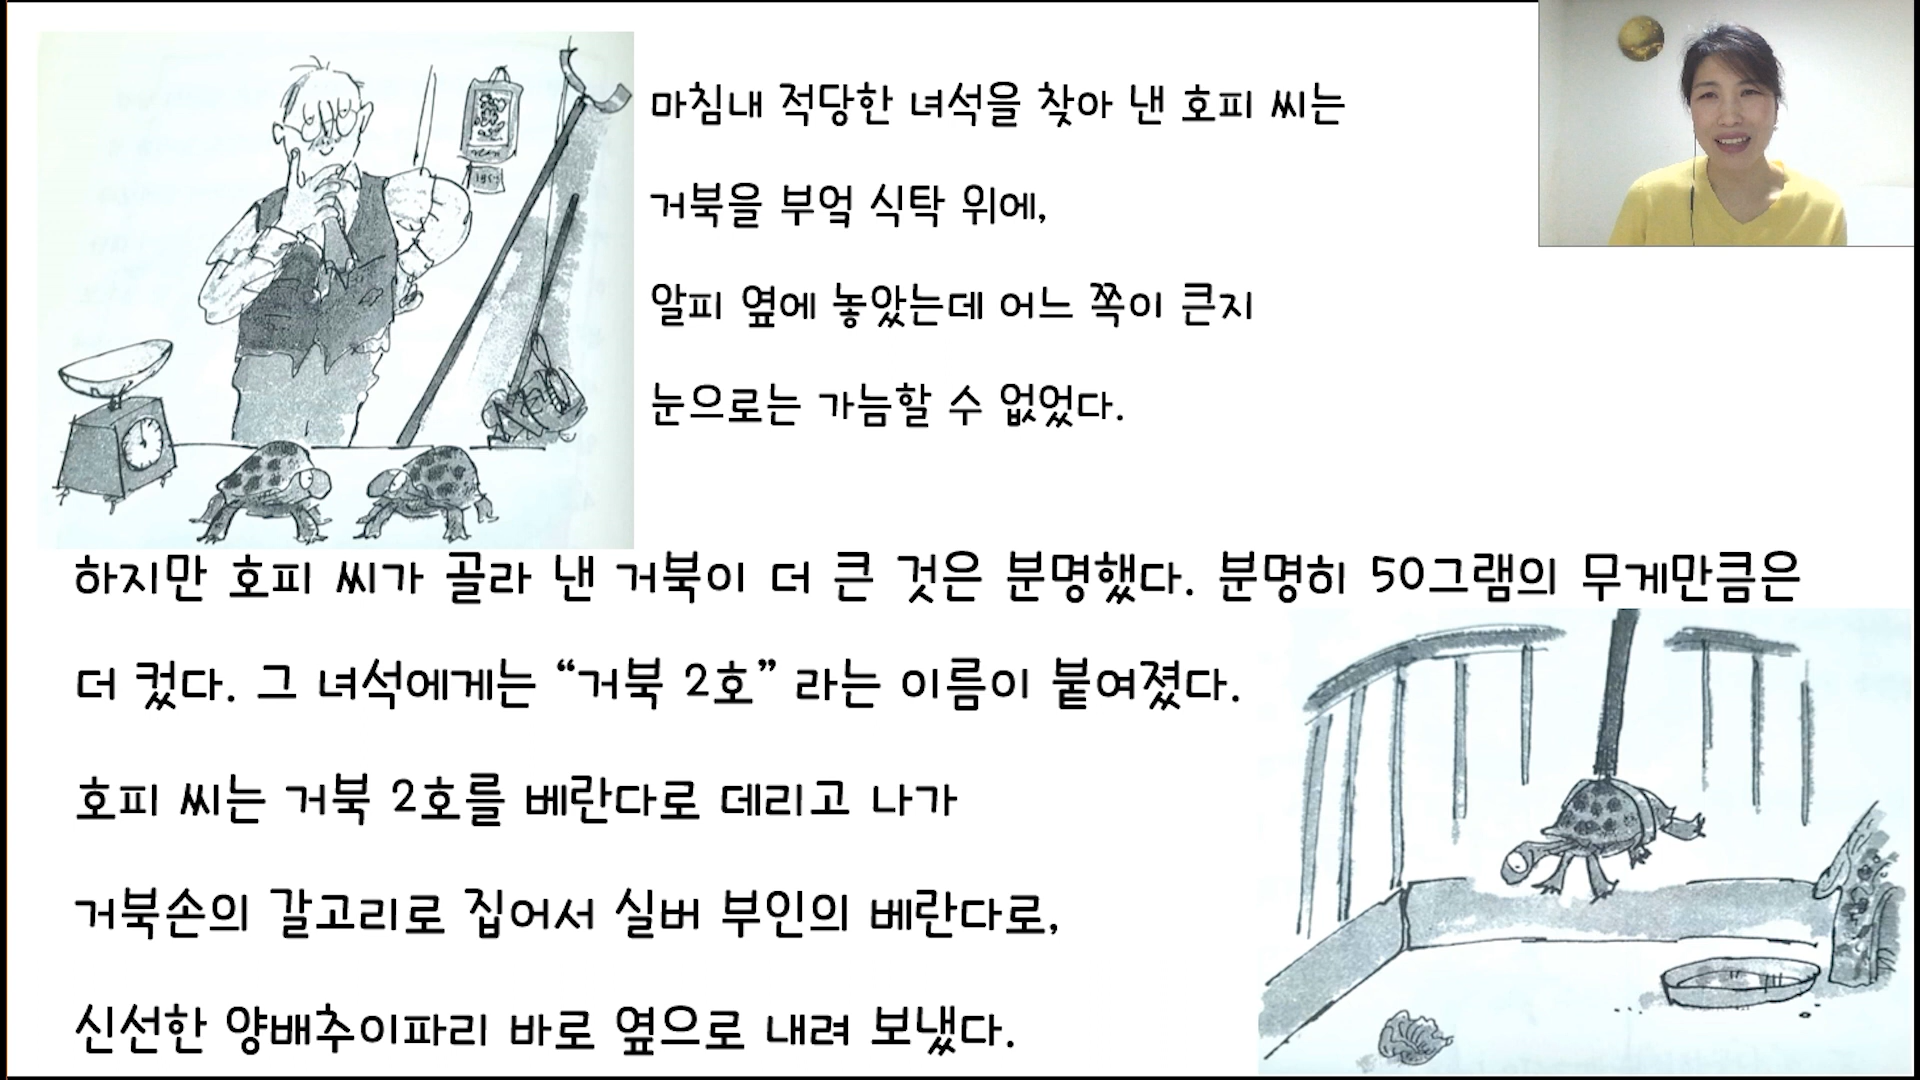 마침내 적당한 녀석을 찾아 낸 호피 씨는
거북을 부엌 식탁 위에,
알피 옆에 놓았는데 어느 쪽이 큰지
눈으로는 가늠할 수 없었다.
하지만 호피 씨가 골라 낸 거북이 더 큰 것은 분명했다. 분명히 50그램의 무게만큼은
더 컸다. 그 녀석에게는 “거북 2호” 라는 이름이 붙여졌다.
호피 씨는 거북 2호를 베란다로 데리고 나가
거북손의 갈고리로 집어서 실버 부인의 베란다로,
신선한 양배추이파리 바로 옆으로 내려 보냈다.